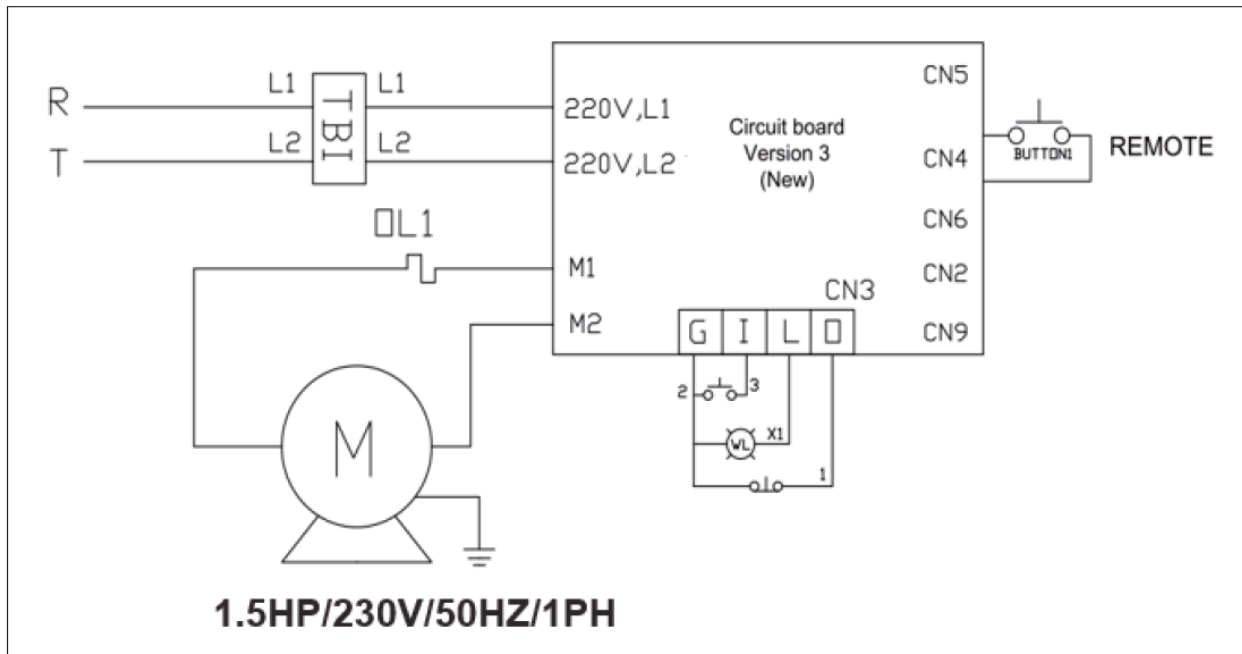 R
L1
L1
T
L2
L2
TB1
220V,L1
220V,L2
Circuit board
Version 3
(New)
CN5
CN4
CN6
CN2
CN9
BUTTON1
REMOTE
OL1
M1
M2
CN3
G I L O
2
3
WL
X1
1
M
1.5HP/230V/50HZ/1PH